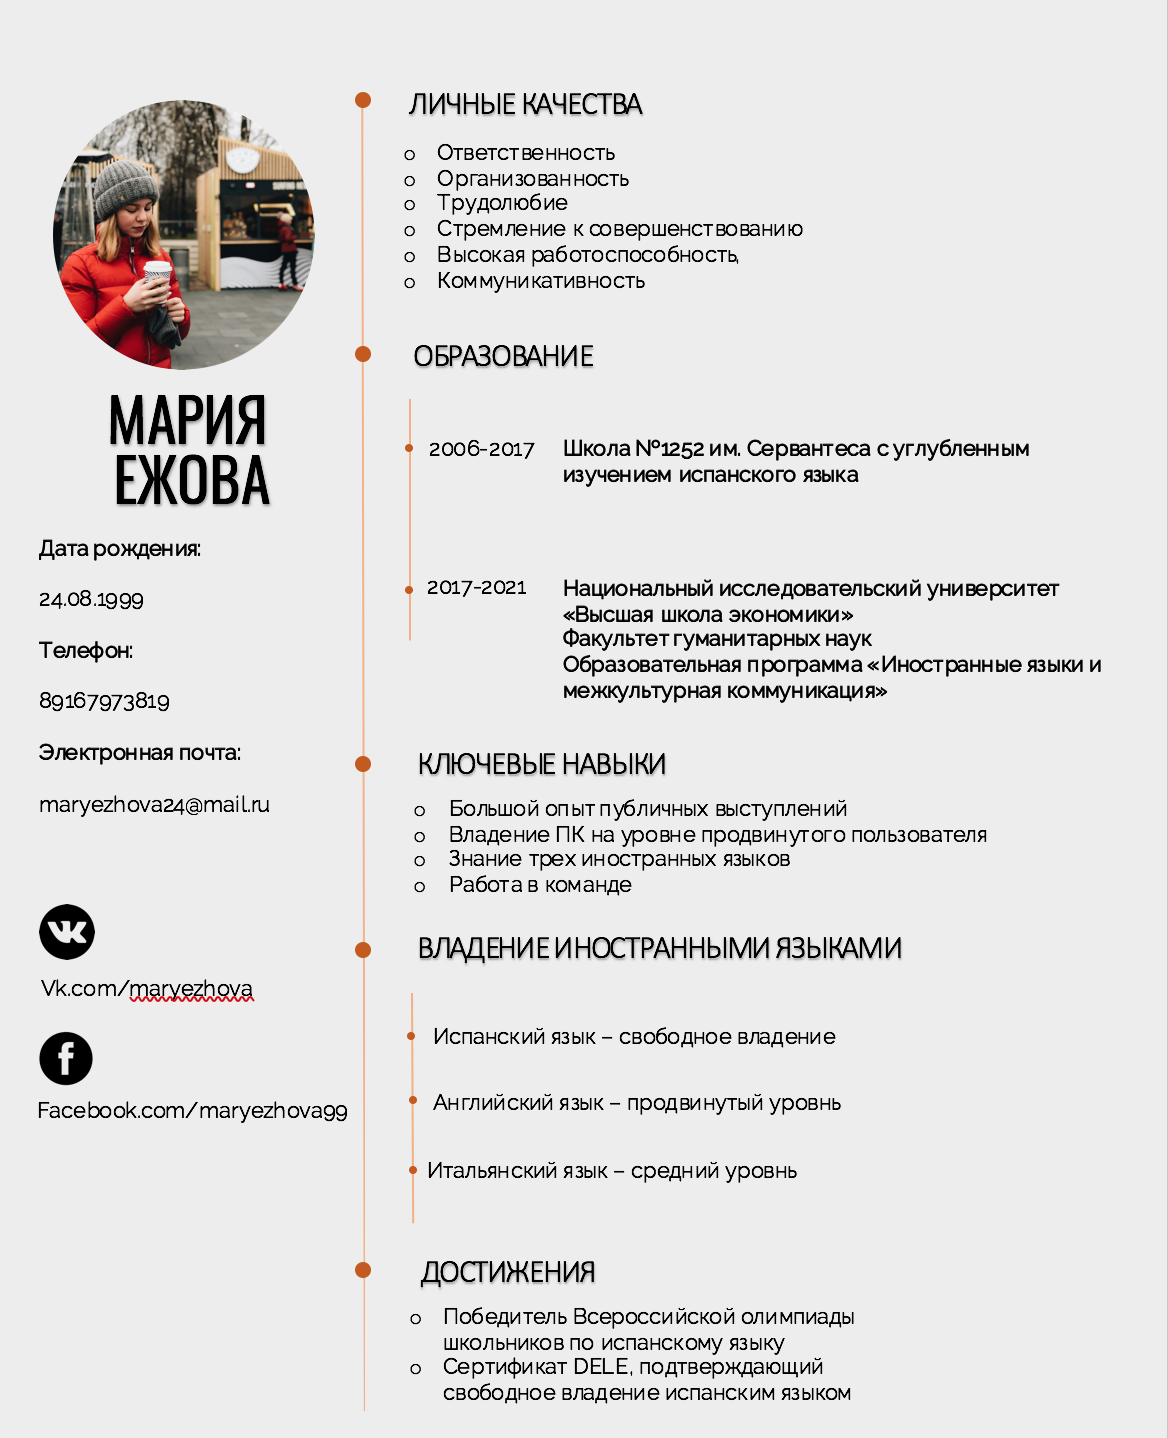 МАРИЯ
ЕЖОВА
Дата рождения:
24.08.1999
Телефон:
89167973819
Электронная почта:
maryezhova24@mail.ru
Vk.com/maryezhova
Facebook.com/maryezhova99
ЛИЧНЫЕ КАЧЕСТВА
o Ответственность
o Организованность
o Трудолюбие
o Стремление к совершенствованию
o Высокая работоспособность,
o Коммуникативность
ОБРАЗОВАНИЕ
2006-2017 Школа №1252 им. Сервантеса с углубленным
изучением испанского языка
2017-2021 Национальный исследовательский университет
«Высшая школа экономики»
Факультет гуманитарных наук
Образовательная программа «Иностранные языки и
межкультурная коммуникация»
КЛЮЧЕВЫЕ НАВЫКИ
o Большой опыт публичных выступлений
o Владение ПК на уровне продвинутого пользователя
o Знание трех иностранных языков
o Работа в команде
ВЛАДЕНИЕ ИНОСТРАННЫМИ ЯЗЫКАМИ
Испанский язык – свободное владение
Английский язык – продвинутый уровнь
Итальянский язык – средний уровнь
ДОСТИЖЕНИЯ
o Победитель Всероссийской олимпиады
школьников по испанскому языку
o Сертификат DELE, подтверждающий
свободное владение испанским языком